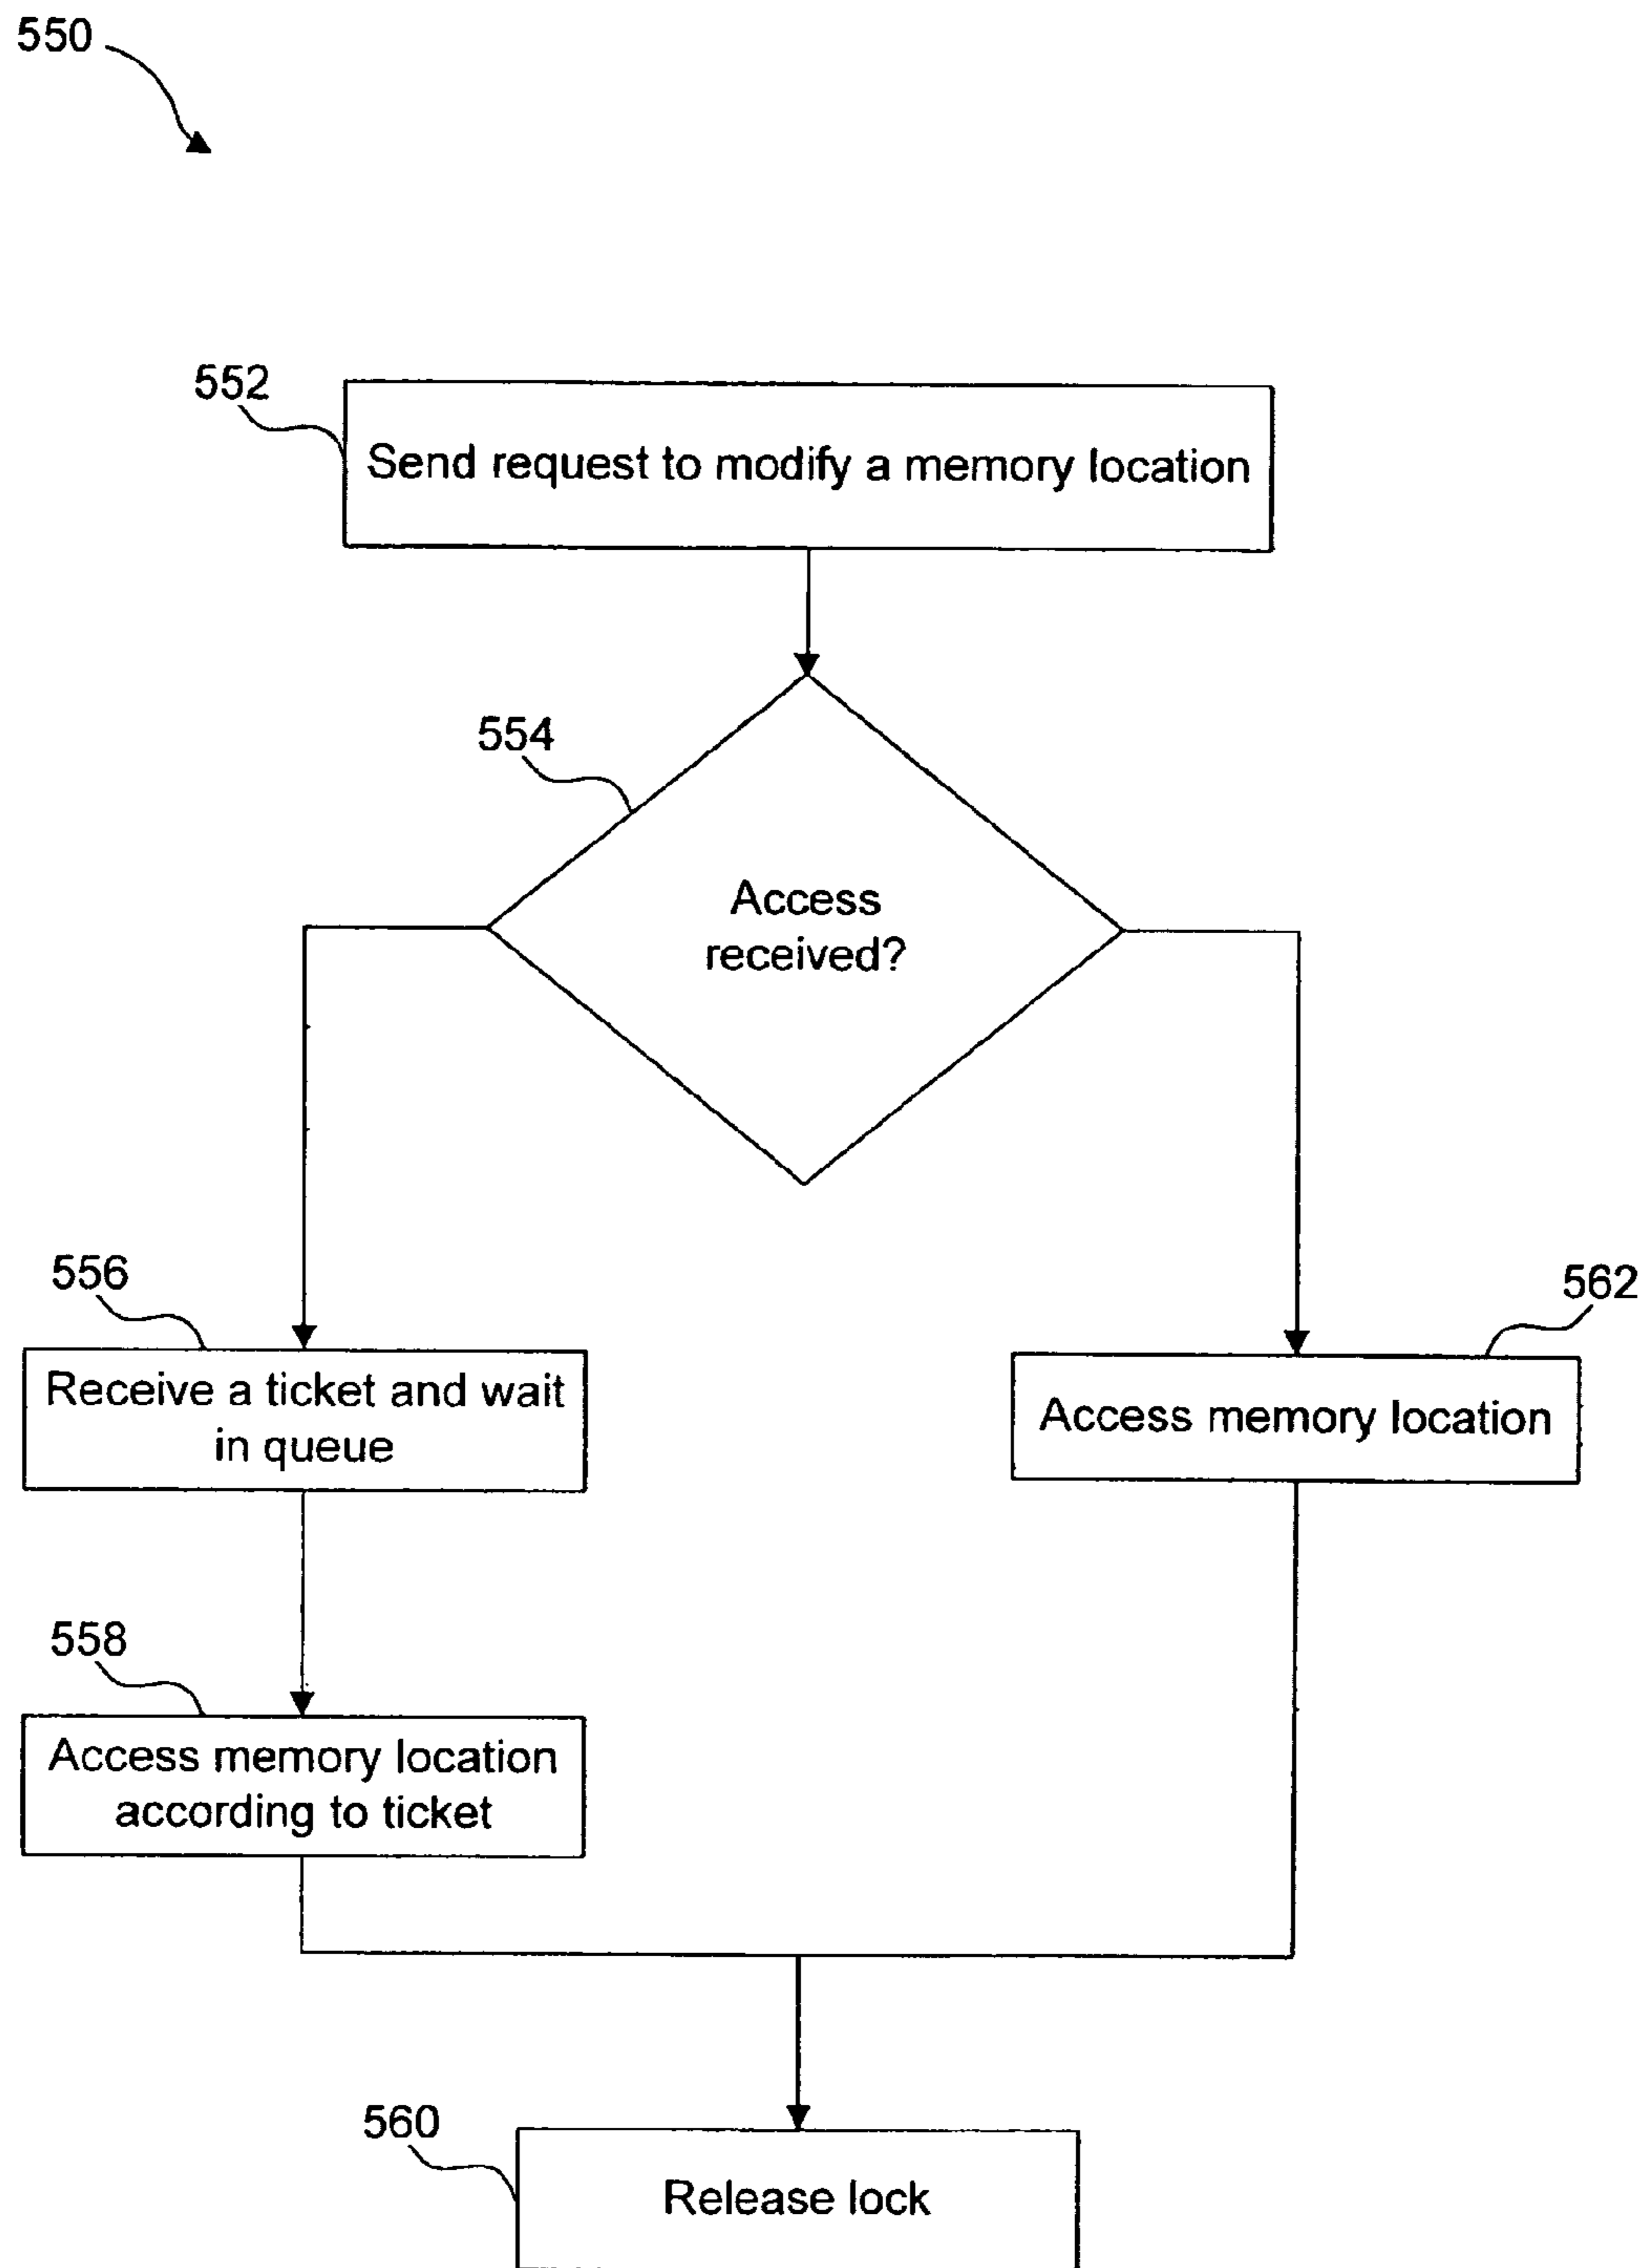 550
552
Send request to modify a memory location
554
Access
received?
556
Receive a ticket and wait
in queue
562
Access memory location
558
Access memory location
according to ticket
560
Release lock